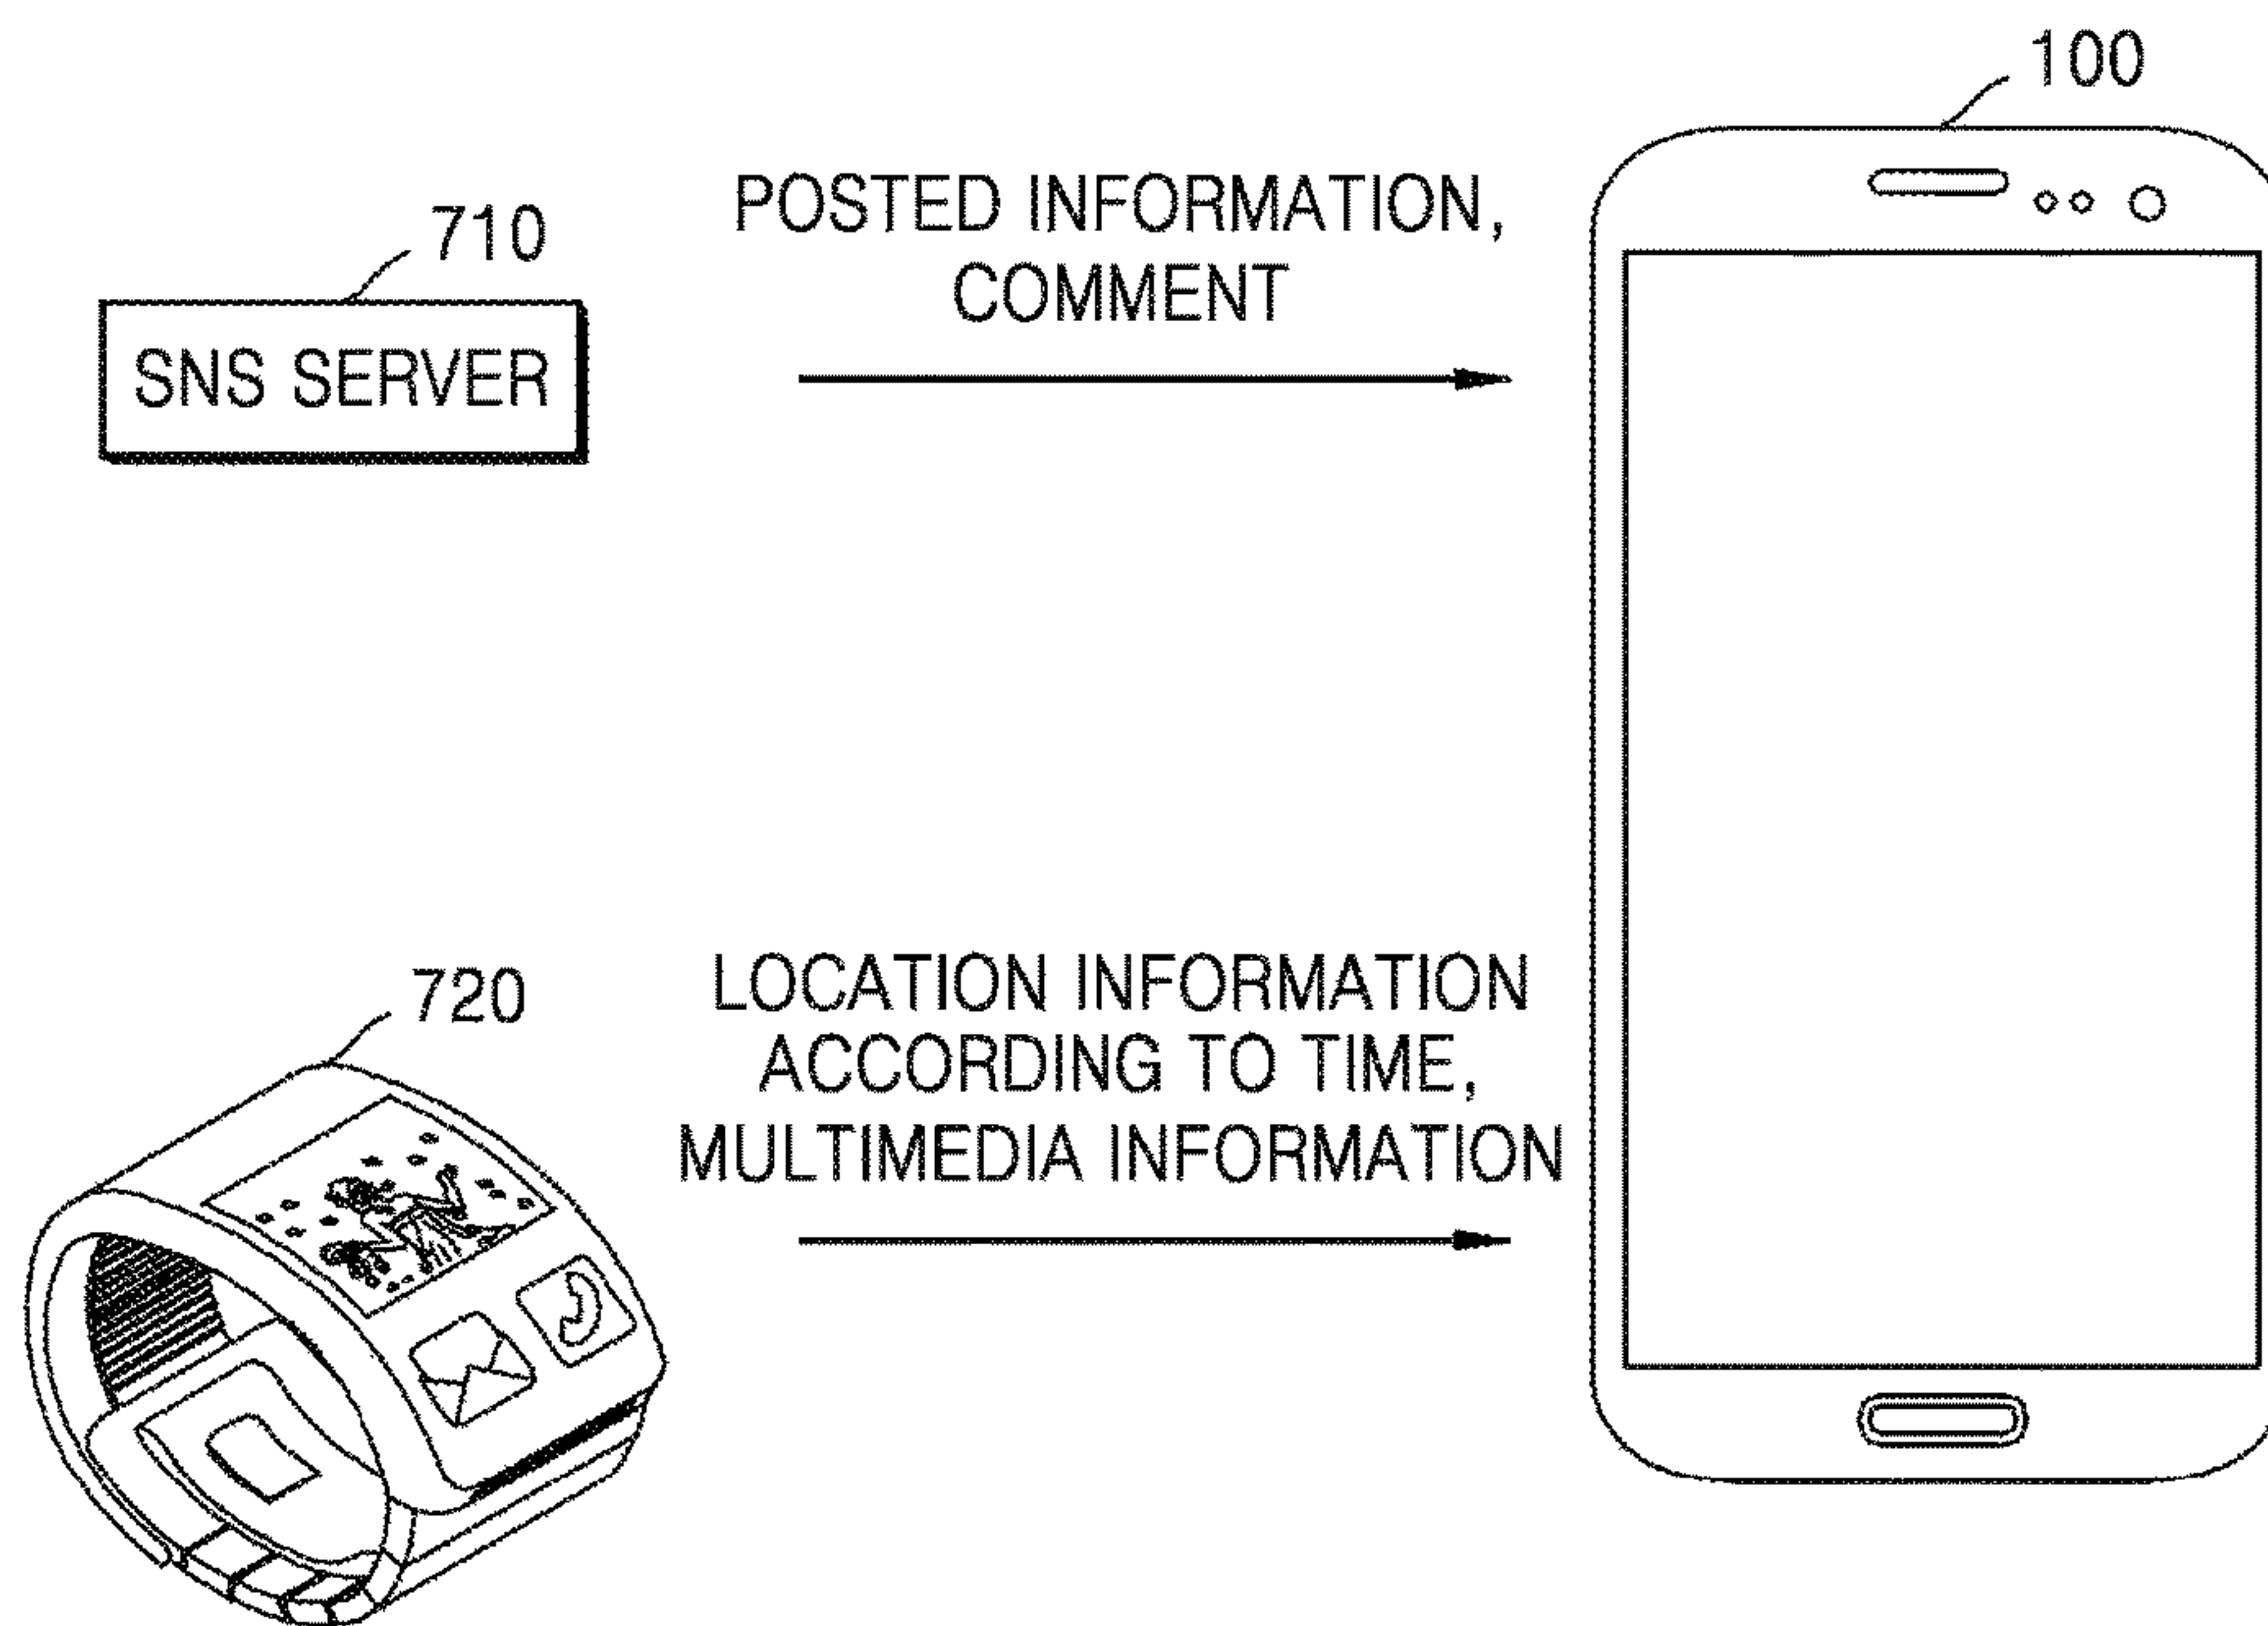 100
710
POSTED INFORMATION,
COMMENT
SNS SERVER
720
LOCATION INFORMATION
ACCORDING TO TIME,
MULTIMEDIA INFORMATION